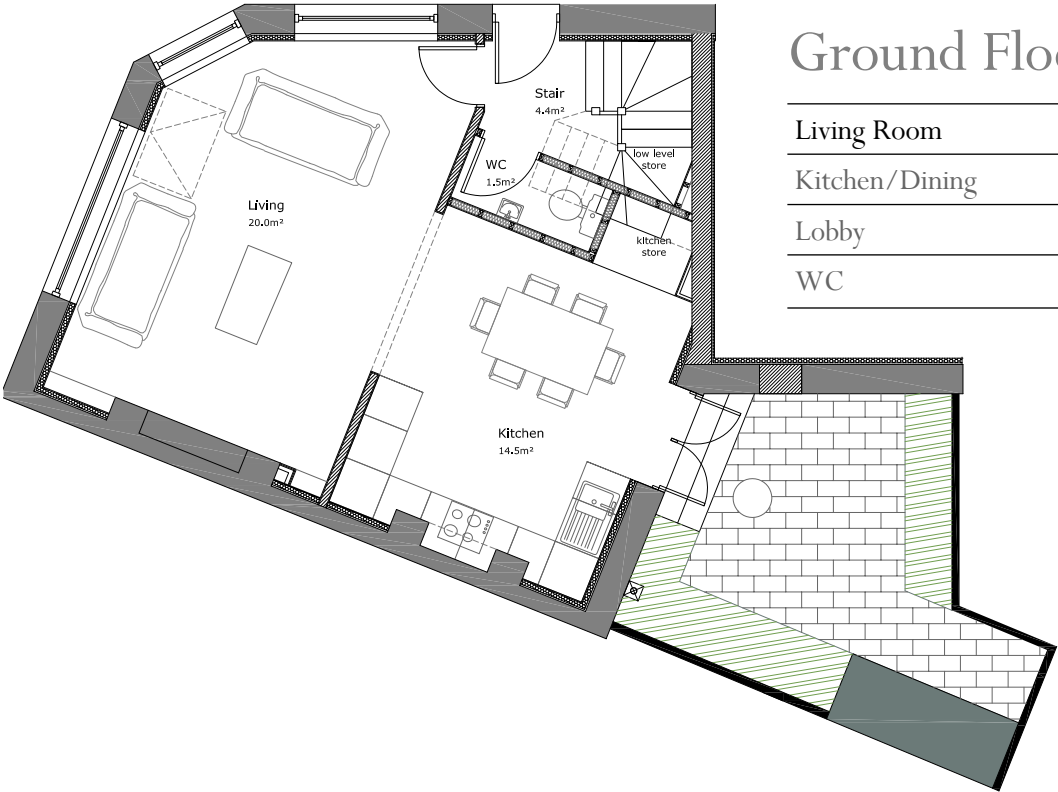 Ground Floo
Living Room
Kitchen/Dining
Lobby
WC
Stair
4.4m²
WC
1.5m²
low level
store
Living
20.0m²
kitchen
store
Kitchen
14.5m²